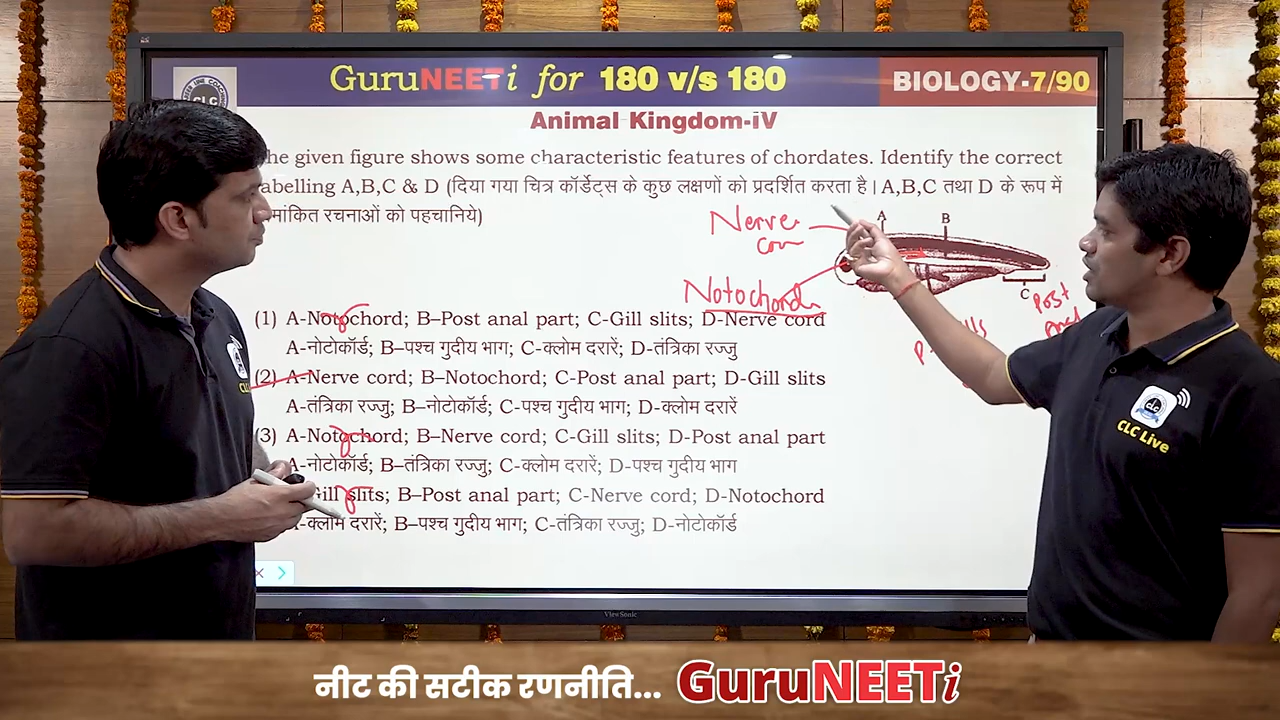 GuruNEETi for 180 v/s 180
BIOLOGY-7/90
CLC
Animal Kingdom-iV
he given figure shows some characteristic features of chordates. Identify the correct
abelling A,B,C & D (दिया गया चित्र कॉर्डेट्स के कुछ लक्षणों को प्रदर्शित करता है। A,B,C तथा D के रूप में
मांकित रचनाओं को पहचानिये)
Nerve
A
B
C
Notochord
Post
(1) A-Notochord; B–Post anal part; C-Gill slits; D-Nerve cord
A-नोटोकॉर्ड; B–पश्च गुदीय भाग; C-क्लोम दरारें; D-तंत्रिका रज्जु
(2) A-Nerve cord; B–Notochord; C-Post anal part; D-Gill slits
A-तंत्रिका रज्जु; B–नोटोकॉर्ड; C-पश्च गुदीय भाग; D-क्लोम दरारें
(3) A-Notochord; B–Nerve cord; C-Gill slits; D-Post anal part
A-नोटोकॉर्ड; B–तंत्रिका रज्जु; C-क्लोम दरारें; D-पश्च गुदीय भाग
Gill slits; B–Post anal part; C-Nerve cord; D-Notochord
-क्लोम दरारें; B–पश्च गुदीय भाग; C-तंत्रिका रज्जु; D-नोटोकॉर्ड
ViewSonic
CLC
CLC Live
नीट की सटीक रणनीति... GuruNEETi